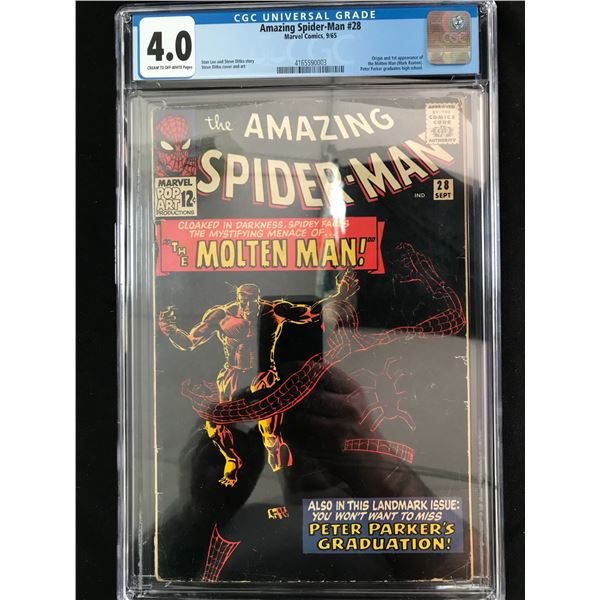 CGC UNIVERSAL GRADE
4.0
CREAM TO OFF-WHITE Pages
Amazing Spider-Man #28
Marvel Comics, 9/65
Stan Lee and Steve Ditko story
Steve Ditko cover and art
4165590003
Origin and 1st appearance of
the Molten Man (Mark Raxton).
Peter Parker graduates high school.
the AMAZING
SPIDER-MAN
APPROVED
BY THE
COMICS
CODE
AUTHORITY
MARVEL
POP
ART
PRODUCTIONS
12¢
IND.
28
SEPT
CLOAKED IN DARKNESS, SPIDEY FACES
THE MYSTIFYING MENACE OF...
"THE MOLTEN MAN!"
ALSO IN THIS LANDMARK ISSUE:
YOU WON'T WANT TO MISS
PETER PARKER'S
GRADUATION!